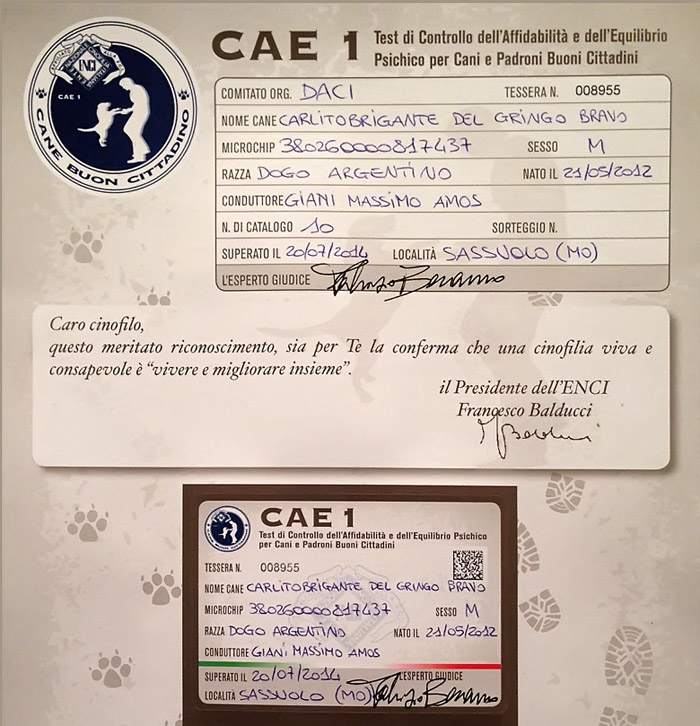 ENCI
CAE 1
CANE BUON CITTADINO
CAE 1
Test di Controllo dell'Affidabilità e dell'Equilibrio
Psichico per Cani e Padroni Buoni Cittadini
COMITATO ORG. DACI TESSERA N. 008955
NOME CANE CARLITOBRIGANTE DEL GRINGO BRAVO
MICROCHIP 380260000817437 SESSO M
RAZZA DOGO ARGENTINO NATO IL 21/05/2012
CONDUTTORE GIANI MASSIMO AMOS
N. DI CATALOGO 10 SORTEGGIO N.
SUPERATO IL 20/07/2014 LOCALITÀ SASSUOLO (MO)
L'ESPERTO GIUDICE
Caro cinofilo,
questo meritato riconoscimento, sia per Te la conferma che una cinofilia viva e
consapevole è “vivere e migliorare insieme”.
il Presidente dell'ENCI
Francesco Balducci
CAE 1
Test di Controllo dell'Affidabilità e dell'Equilibrio Psichico
per Cani e Padroni Buoni Cittadini
TESSERA N. 008955
NOME CANE CARLITOBRIGANTE DEL GRINGO BRAVO
MICROCHIP 380260000817437 SESSO M
RAZZA DOGO ARGENTINO NATO IL 21/05/2012
CONDUTTORE GIANI MASSIMO AMOS
SUPERATO IL 20/07/2014 L'ESPERTO GIUDICE
LOCALITÀ SASSUOLO (MO)